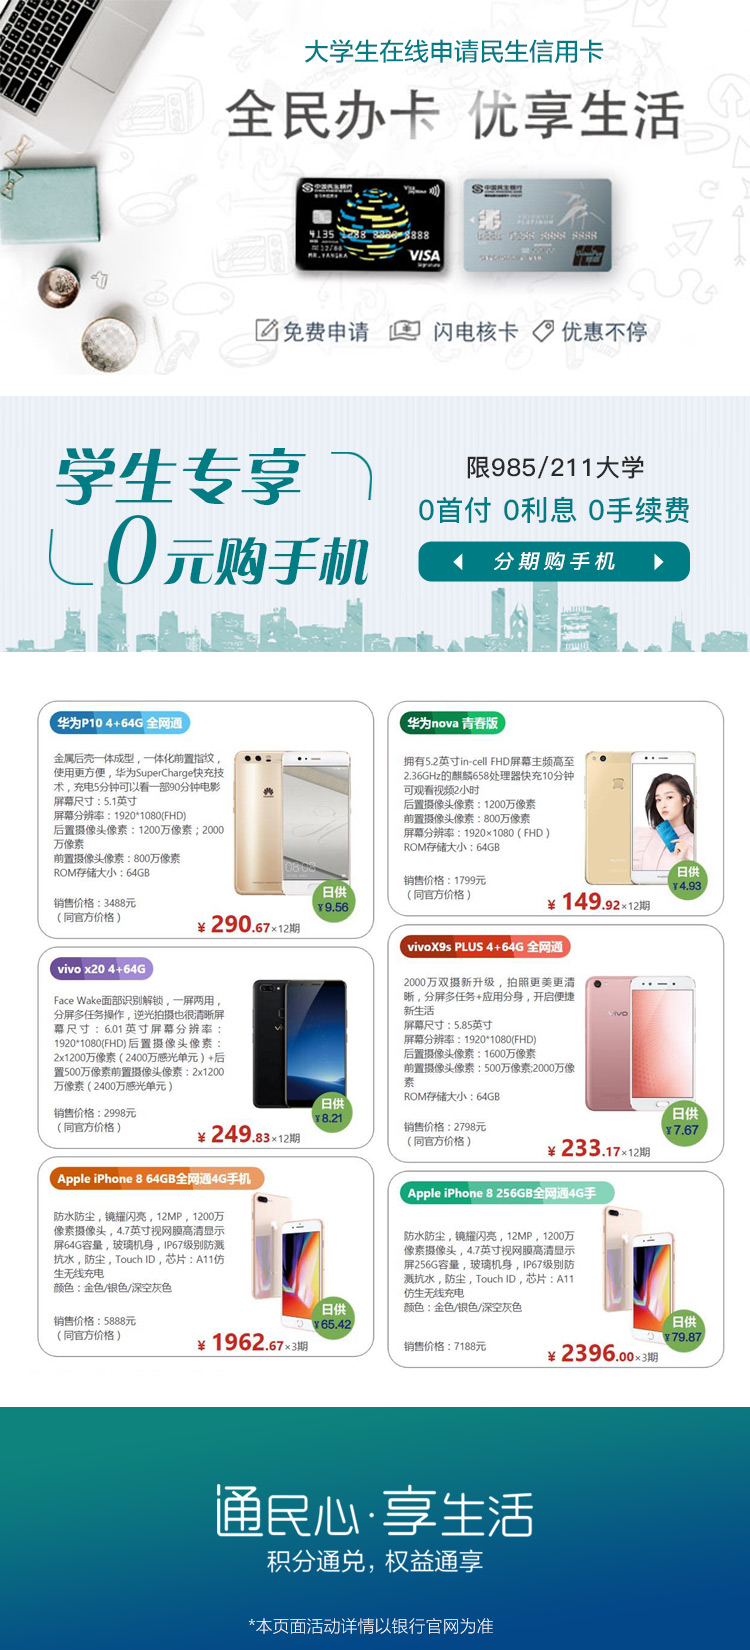 大学生在线申请民生信用卡
全民办卡 优享生活
中国民生银行
VISA
4135 1288 8888 8888
MR.YANGKA
VISA
中国民生银行
PLATINUM
免费申请 闪电核卡 优惠不停
学生专享
0元购手机
限985/211大学
0首付 0利息 0手续费
分期购手机
华为P10 4+64G 全网通
金属后壳一体成型，一体化前置指纹，
使用更方便，华为SuperCharge快充技
术，充电5分钟可以看一部90分钟电影
屏幕尺寸：5.1英寸
屏幕分辨率：1920*1080(FHD)
后置摄像头像素：1200万像素；2000
万像素
前置摄像头像素：800万像素
ROM存储大小：64GB
销售价格：3488元
（同官方价格）
08:08
日供
¥9.56
¥ 290.67×12期
华为nova 青春版
拥有5.2英寸in-cell FHD屏幕主频高至
2.36GHz的麒麟658处理器快充10分钟
可观看视频2小时
后置摄像头像素：1200万像素
前置摄像头像素：800万像素
屏幕分辨率：1920×1080（FHD）
ROM存储大小：64GB
销售价格：1799元
（同官方价格）
日供
¥4.93
¥ 149.92×12期
vivo x20 4+64G
Face Wake面部识别解锁，一屏两用，
分屏多任务操作，逆光拍摄也很清晰屏
幕尺寸：6.01英寸屏幕分辨率：
1920*1080(FHD)后置摄像头像素：
2x1200万像素（2400万感光单元）+后
置500万像素前置摄像头像素：2x1200
万像素（2400万感光单元）
销售价格：2998元
（同官方价格）
日供
¥8.21
¥ 249.83×12期
vivoX9s PLUS 4+64G 全网通
2000万双摄新升级，拍照更美更清
晰，分屏多任务+应用分身，开启便捷
新生活
屏幕尺寸：5.85英寸
屏幕分辨率：1920*1080(FHD)
后置摄像头像素：1600万像素
前置摄像头像素：500万像素;2000万像
素
ROM存储大小：64GB
销售价格：2798元
（同官方价格）
vivo
日供
¥7.67
¥ 233.17×12期
Apple iPhone 8 64GB全网通4G手机
防水防尘，镜耀闪亮，12MP，1200万
像素摄像头，4.7英寸视网膜高清显示
屏64G容量，玻璃机身，IP67级别防溅
抗水，防尘，Touch ID，芯片：A11仿
生无线充电
颜色：金色/银色/深空灰色
销售价格：5888元
（同官方价格）
日供
¥65.42
¥ 1962.67×3期
Apple iPhone 8 256GB全网通4G手
防水防尘，镜耀闪亮，12MP，1200万
像素摄像头，4.7英寸视网膜高清显示
屏256G容量，玻璃机身，IP67级别防
溅抗水，防尘，Touch ID，芯片：A11
仿生无线充电
颜色：金色/银色/深空灰色
销售价格：7188元
日供
¥79.87
¥ 2396.00×3期
通民心·享生活
积分通兑，权益通享
*本页面活动详情以银行官网为准